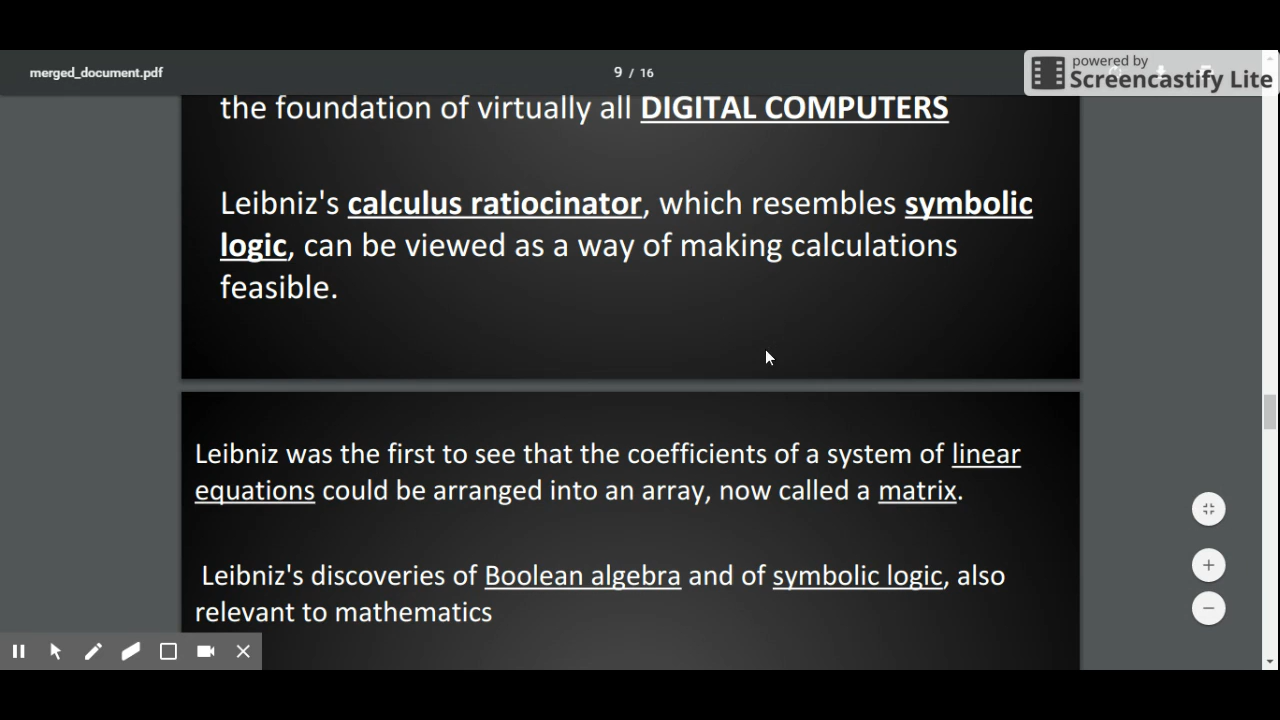 merged_document.pdf
9 / 16
powered by
Screencastify Lite
the foundation of virtually all DIGITAL COMPUTERS
Leibniz's calculus ratiocinator, which resembles symbolic
logic, can be viewed as a way of making calculations
feasible.
Leibniz was the first to see that the coefficients of a system of linear
equations could be arranged into an array, now called a matrix.
Leibniz's discoveries of Boolean algebra and of symbolic logic, also
relevant to mathematics